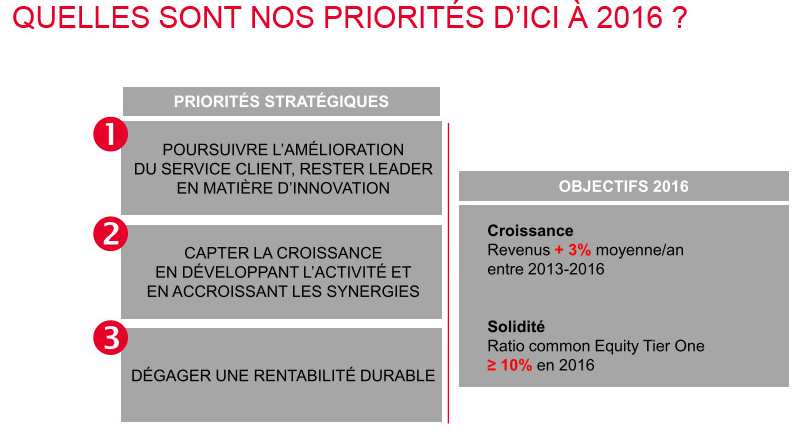 QUELLES SONT NOS PRIORITÉS D'ICI À 2016 ?
PRIORITÉS STRATÉGIQUES
1
POURSUIVRE L'AMÉLIORATION
DU SERVICE CLIENT, RESTER LEADER
EN MATIÈRE D'INNOVATION
2
CAPTER LA CROISSANCE
EN DÉVELOPPANT L'ACTIVITÉ ET
EN ACCROISSANT LES SYNERGIES
3
DÉGAGER UNE RENTABILITÉ DURABLE
OBJECTIFS 2016
Croissance
Revenus + 3% moyenne/an
entre 2013-2016
Solidité
Ratio common Equity Tier One
≥ 10% en 2016